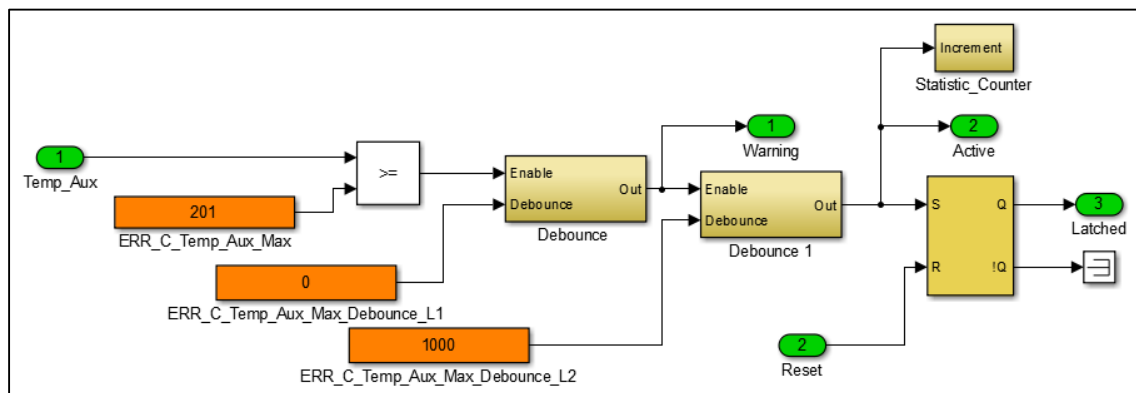 Increment
Statistic_Counter
1
Warning
2
Active
1
Temp_Aux
>=
Enable
Debounce
Out
Debounce
Enable
Debounce
Out
Debounce 1
201
ERR_C_Temp_Aux_Max
S
R
Q
!Q
3
Latched
0
ERR_C_Temp_Aux_Max_Debounce_L1
1000
ERR_C_Temp_Aux_Max_Debounce_L2
2
Reset